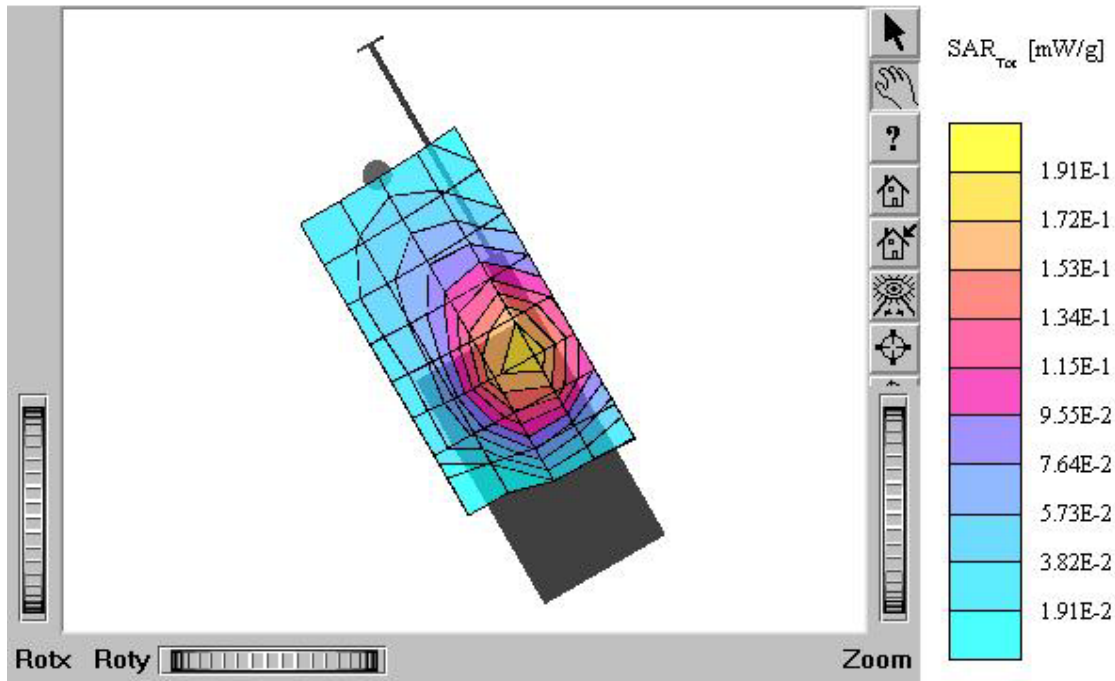 SAR_Tot [mW/g]
?
1.91E-1
1.72E-1
1.53E-1
1.34E-1
1.15E-1
9.55E-2
7.64E-2
5.73E-2
3.82E-2
1.91E-2
Rotx Roty Zoom